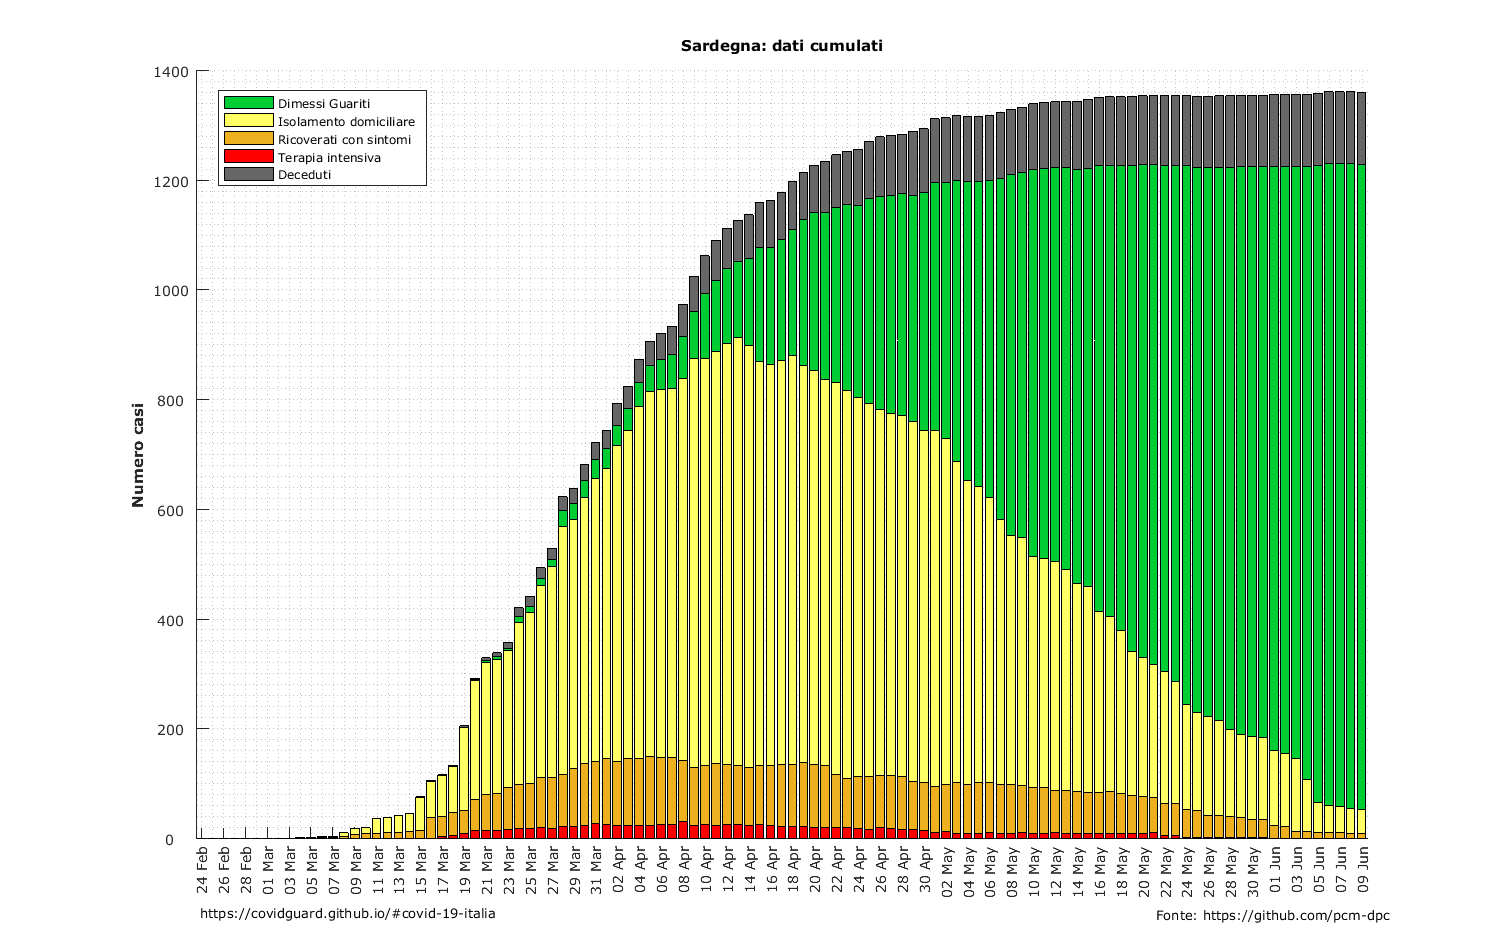 Sardegna: dati cumulati
1400
1200
1000
800
600
400
200
0
Numero casi
Dimessi Guariti
Isolamento domiciliare
Ricoverati con sintomi
Terapia intensiva
Deceduti
24 Feb
26 Feb
28 Feb
01 Mar
03 Mar
05 Mar
07 Mar
09 Mar
11 Mar
13 Mar
15 Mar
17 Mar
19 Mar
21 Mar
23 Mar
25 Mar
27 Mar
29 Mar
31 Mar
02 Apr
04 Apr
06 Apr
08 Apr
10 Apr
12 Apr
14 Apr
16 Apr
18 Apr
20 Apr
22 Apr
24 Apr
26 Apr
28 Apr
30 Apr
02 May
04 May
06 May
08 May
10 May
12 May
14 May
16 May
18 May
20 May
22 May
24 May
26 May
28 May
30 May
01 Jun
03 Jun
05 Jun
07 Jun
09 Jun
https://covidguard.github.io/#covid-19-italia
Fonte: https://github.com/pcm-dpc